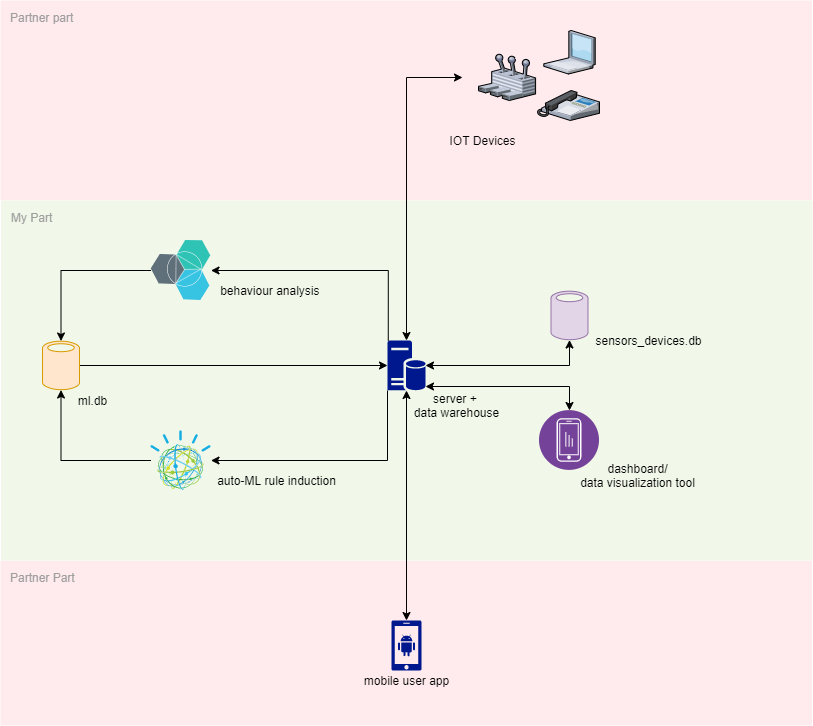 Partner part
IOT Devices
My Part
behaviour analysis
sensors_devices.db
ml.db
server +
data warehouse
dashboard/
data visualization tool
auto-ML rule induction
Partner Part
mobile user app